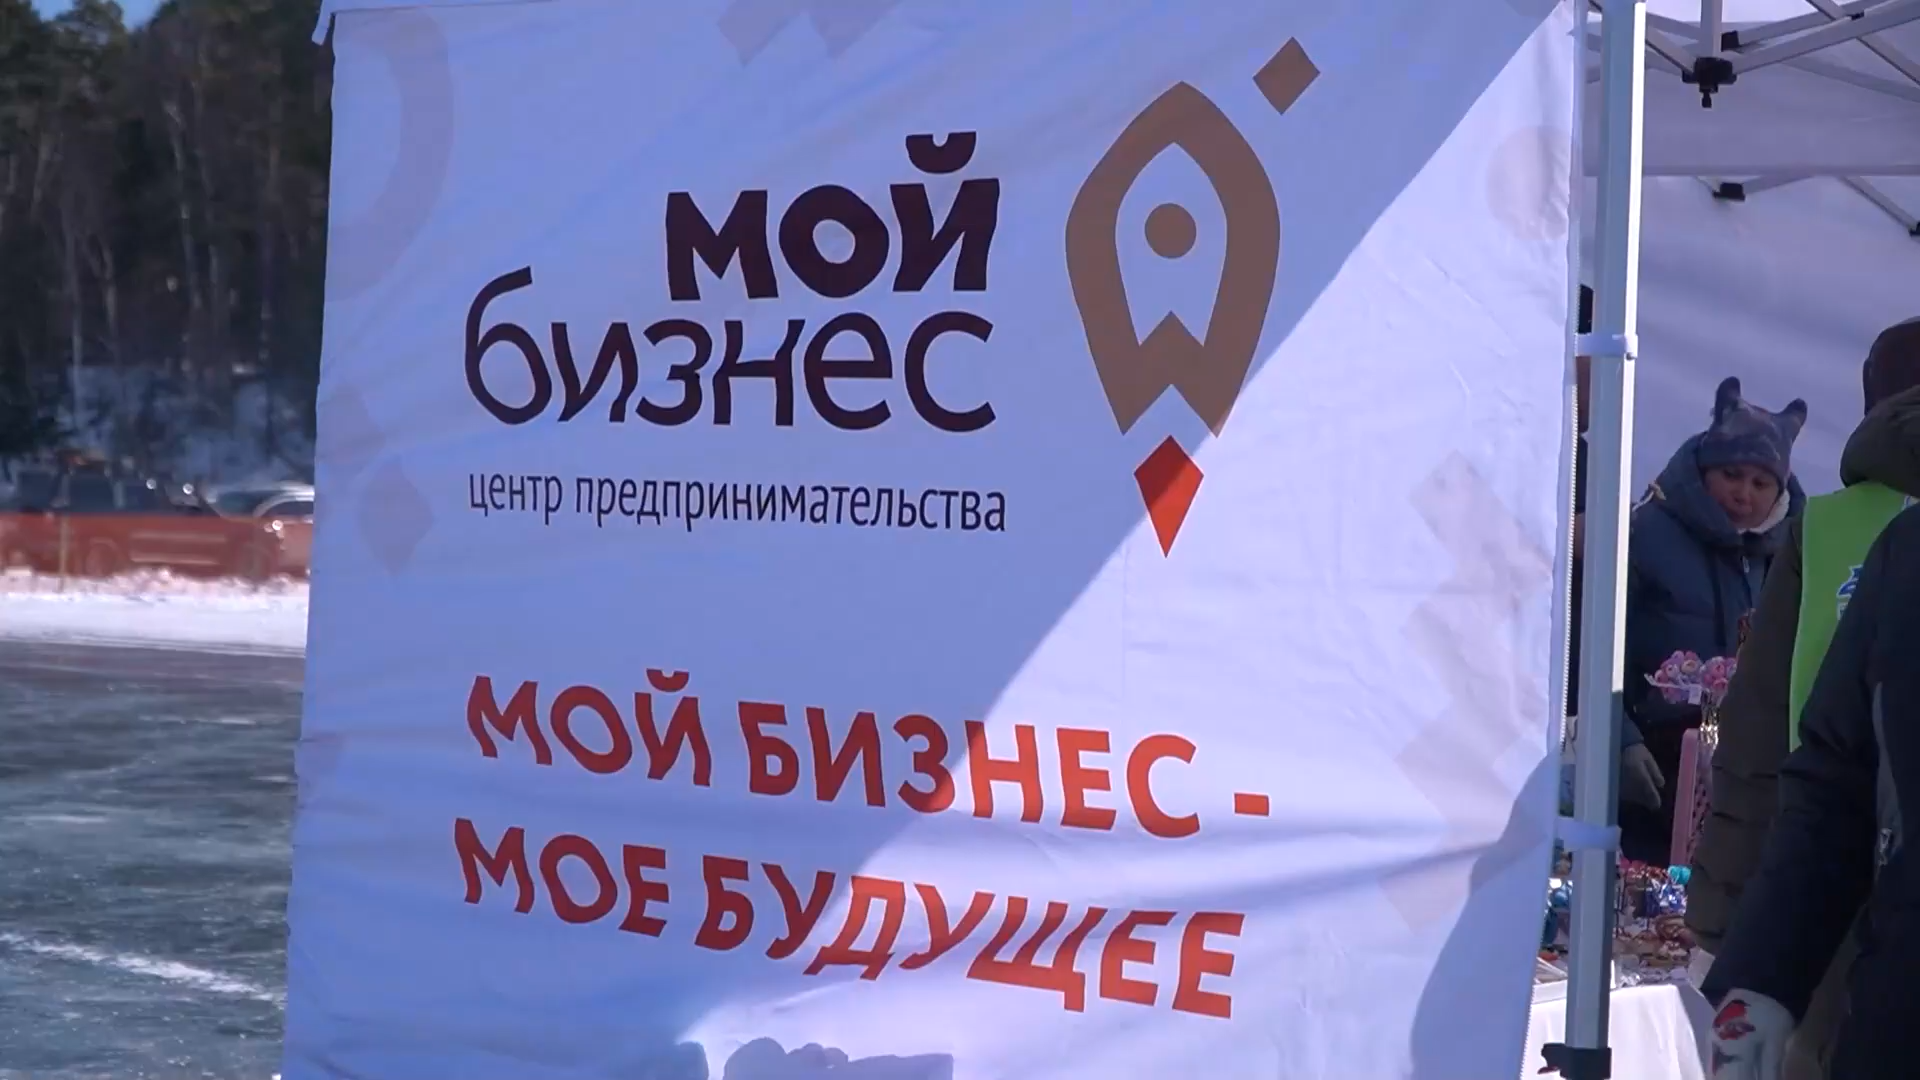 мой
бизнес
центр предпринимательства
МОЙ БИЗНЕС -
МОЕ БУДУЩЕЕ